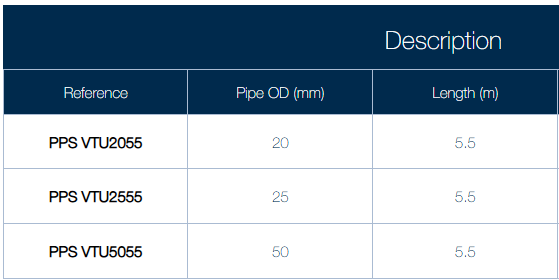 Description
Reference Pipe OD (mm) Length (m)
PPS VTU2055 20 5.5
PPS VTU2555 25 5.5
PPS VTU5055 50 5.5